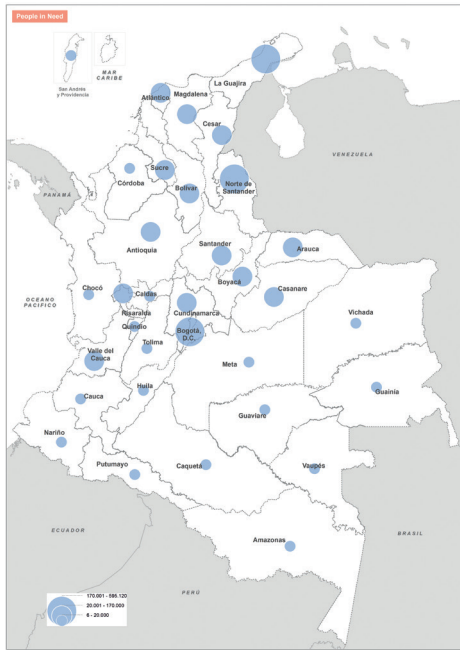 People in Need
San Andrés
y Providencia
MAR
CARIBE
La Guajira
Atlántico
Magdalena
Cesar
VENEZUELA
PANAMÁ
Córdoba
Sucre
Bolívar
Norte de
Santander
Antioquia
Santander
Arauca
Boyacá
Chocó
Caldas
Casanare
OCEANO
PACIFICO
Risaralda
Cundinamarca
Vichada
Quindío
Bogotá,
D.C.
Tolima
Valle del
Cauca
Meta
Cauca
Huila
Guainía
Guaviare
Nariño
Putumayo
Caquetá
Vaupés
ECUADOR
BRASIL
Amazonas
PERÚ
170.001 - 586.120
20.001 - 170.000
6 - 20.000